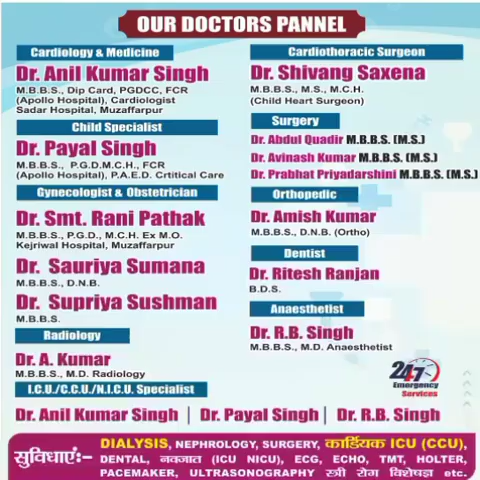 OUR DOCTORS PANNEL
Cardiology & Medicine
Dr. Anil Kumar Singh
M.B.B.S., Dip Card, PGDCC, FCR
(Apollo Hospital), Cardiologist
Sadar Hospital, Muzaffarpur
Child Specialist
Dr. Payal Singh
M.B.B.S., P.G.D.M.C.H., FCR
(Apollo Hospital), P.A.E.D. Crtitical Care
Gynecologist & Obstetrician
Dr. Smt. Rani Pathak
M.B.B.S., P.G.D., M.C.H. Ex M.O.
Kejriwal Hospital, Muzaffarpur
Dr. Sauriya Sumana
M.B.B.S., D.N.B.
Dr. Supriya Sushman
M.B.B.S.
Radiology
Dr. A. Kumar
M.B.B.S., M.D. Radiology
Cardiothoracic Surgeon
Dr. Shivang Saxena
M.B.B.S., M.S., M.C.H.
(Child Heart Surgeon)
Surgery
Dr. Abdul Quadir M.B.B.S. (M.S.)
Dr. Avinash Kumar M.B.B.S. (M.S.)
Dr. Prabhat Priyadarshini M.B.B.S. (M.S.)
Orthopedic
Dr. Amish Kumar
M.B.B.S., D.N.B. (Ortho)
Dentist
Dr. Ritesh Ranjan
B.D.S.
Anaesthetist
Dr. R.B. Singh
M.B.B.S., M.D. Anaesthetist
24x7
Emergency
Services
I.C.U./C.C.U./N.I.C.U. Specialist
Dr. Anil Kumar Singh | Dr. Payal Singh | Dr. R.B. Singh
सुविधाएं:– DIALYSIS, NEPHROLOGY, SURGERY, कार्डियक ICU (CCU),
DENTAL, नवजात (ICU NICU), ECG, ECHO, TMT, HOLTER,
PACEMAKER, ULTRASONOGRAPHY स्त्री रोग विशेषज्ञ etc.